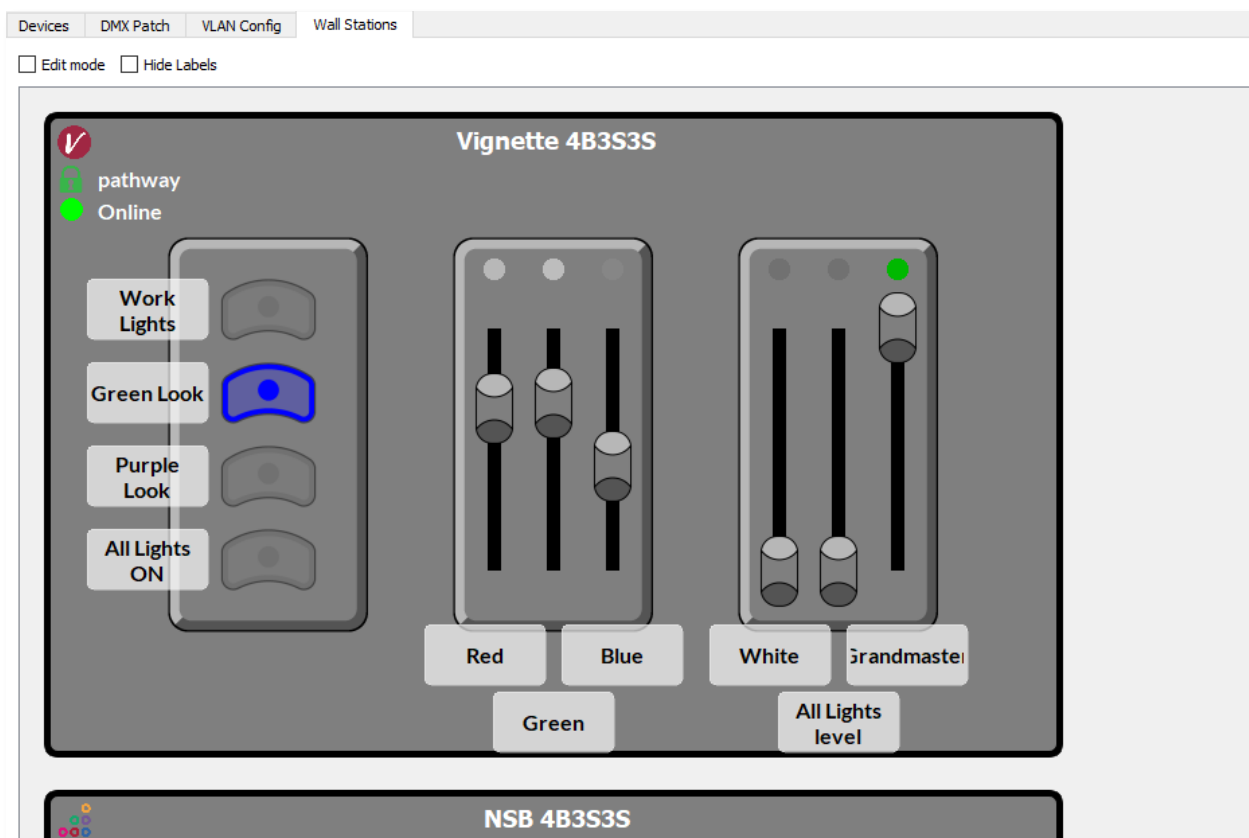 Devices
DMX Patch
VLAN Config
Wall Stations
Edit mode
Hide Labels
Vignette 4B3S3S
pathway
Online
Work
Lights
Green Look
Purple
Look
All Lights
ON
Red
Blue
White
Grandmaster
Green
All Lights
level
NSB 4B3S3S